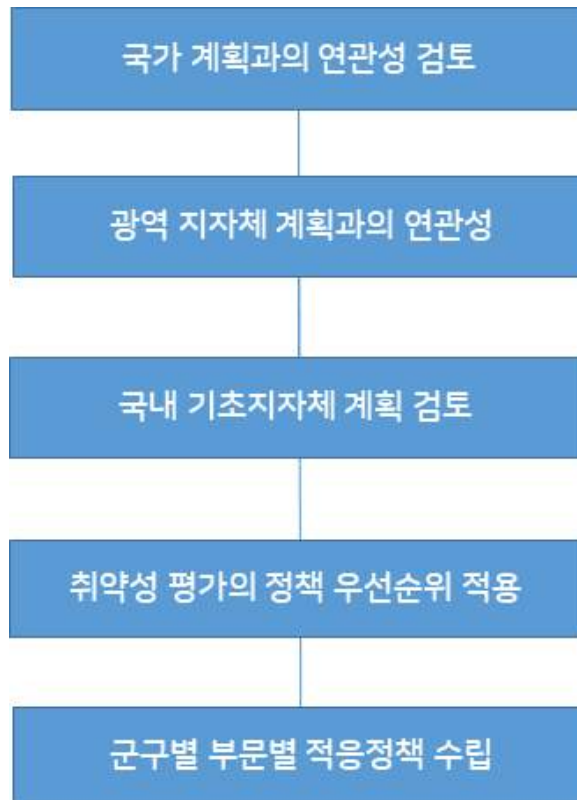 국가 계획과의 연관성 검토
광역 지자체 계획과의 연관성
국내 기초지자체 계획 검토
취약성 평가의 정책 우선순위 적용
군구별 부문별 적응정책 수립